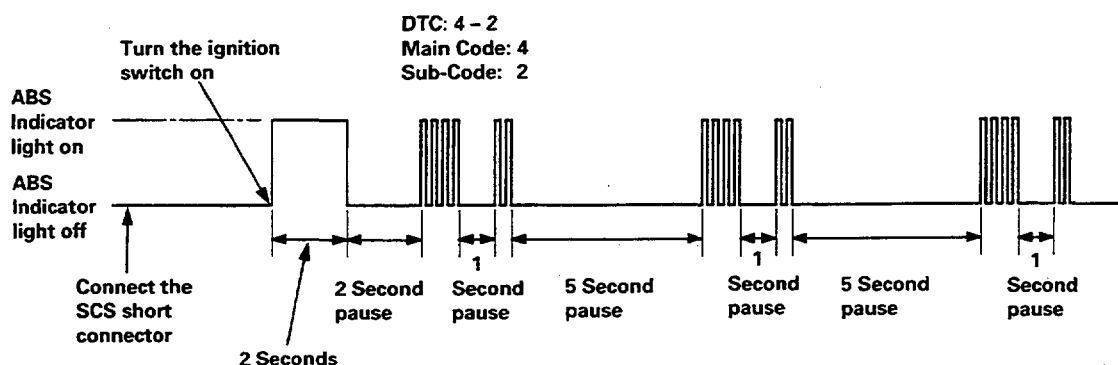 DTC: 4 – 2
Main Code: 4
Sub-Code: 2
Turn the ignition
switch on
ABS
Indicator
light on
ABS
Indicator
light off
Connect the
SCS short
connector
2 Seconds
2 Second
pause
1
Second
pause
5 Second
pause
1
Second
pause
5 Second
pause
1
Second
pause